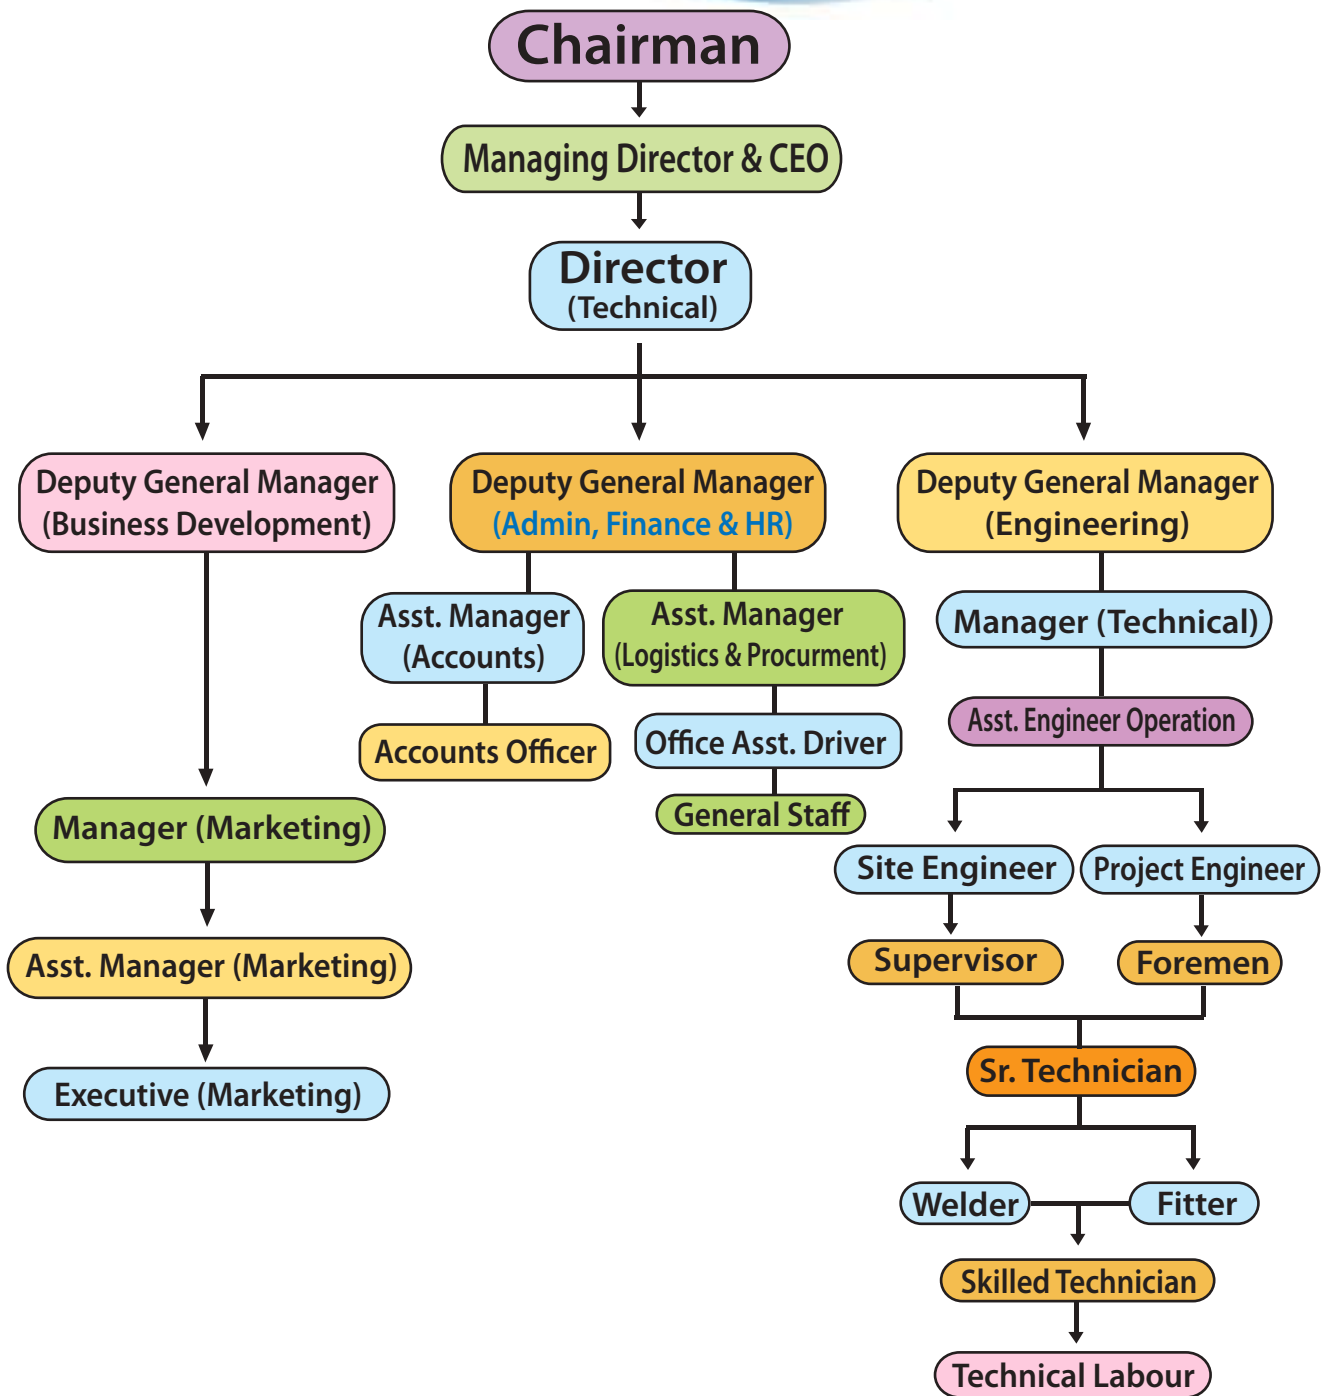 Chairman
Managing Director & CEO
Director
(Technical)
Deputy General Manager
(Business Development)
Deputy General Manager
(Admin, Finance & HR)
Deputy General Manager
(Engineering)
Asst. Manager
(Accounts)
Asst. Manager
(Logistics & Procurment)
Manager (Technical)
Accounts Officer
Office Asst. Driver
Asst. Engineer Operation
General Staff
Manager (Marketing)
Site Engineer
Project Engineer
Asst. Manager (Marketing)
Supervisor
Foremen
Executive (Marketing)
Sr. Technician
Welder
Fitter
Skilled Technician
Technical Labour